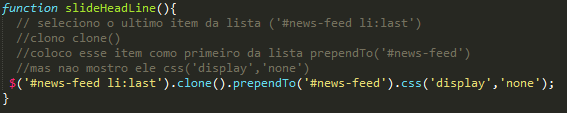 function slideHeadLine(){
// seleciono o ultimo item da lista ('#news-feed li:last')
//clono clone()
//coloco esse item como primeiro da lista prependTo('#news-feed')
//mas nao mostro ele css('display','none')
$('#news-feed li:last').clone().prependTo('#news-feed').css('display','none');
}